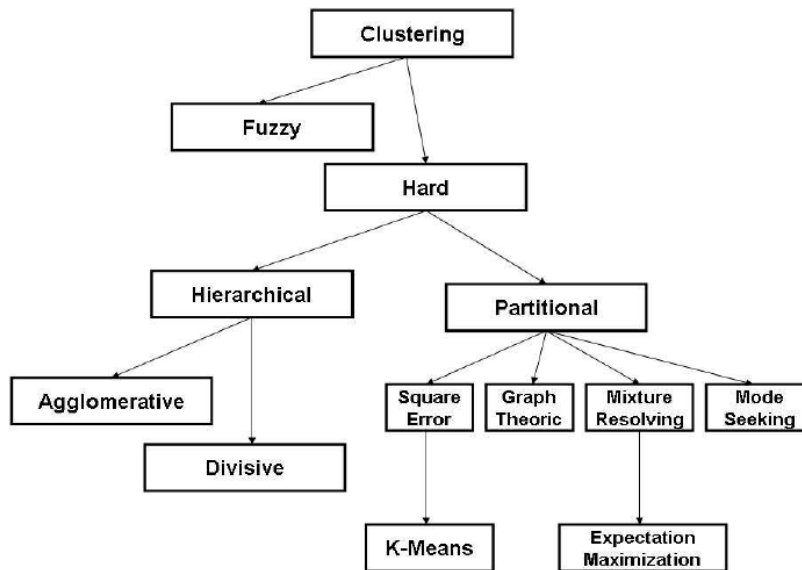 Clustering
Fuzzy
Hard
Hierarchical
Partitional
Agglomerative
Divisive
Square
Error
Graph
Theoric
Mixture
Resolving
Mode
Seeking
K-Means
Expectation
Maximization